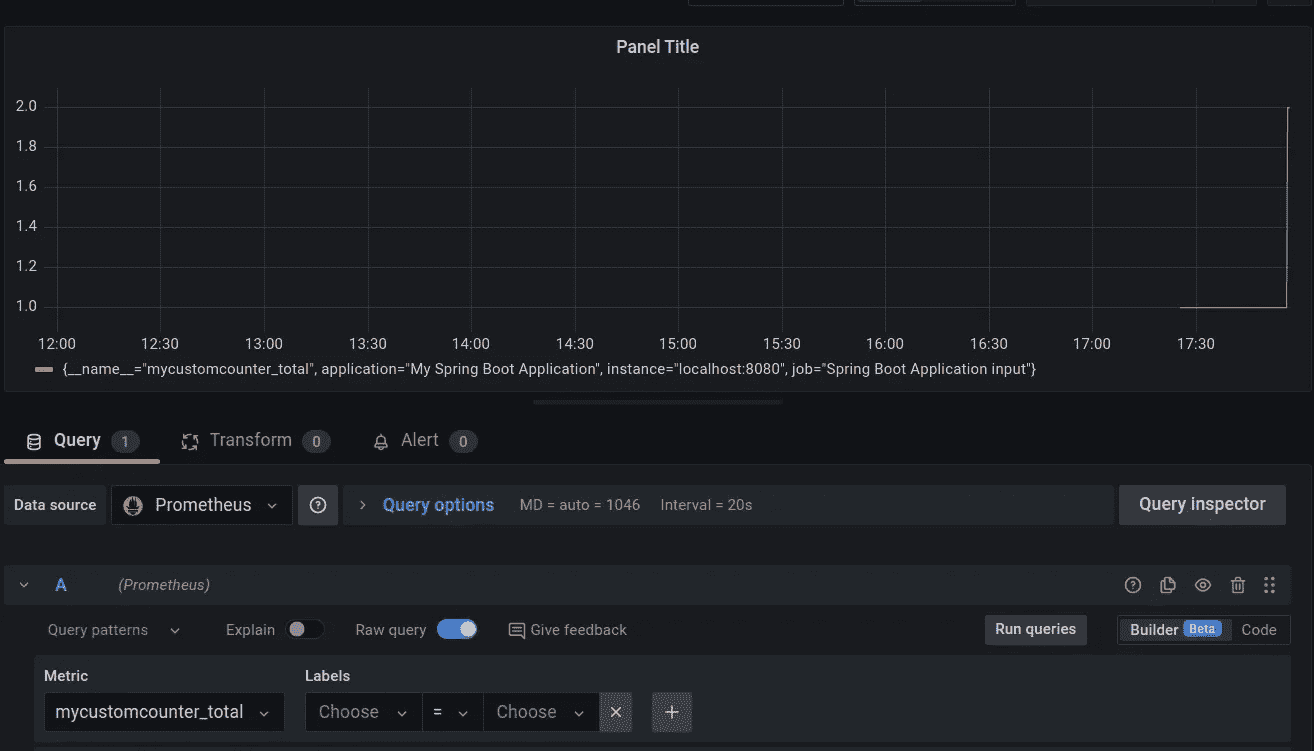 Panel Title
2.0
1.8
1.6
1.4
1.2
1.0
12:00 12:30 13:00 13:30 14:00 14:30 15:00 15:30 16:00 16:30 17:00 17:30
{__name__="mycustomcounter_total", application="My Spring Boot Application", instance="localhost:8080", job="Spring Boot Application input"}
Query 1 Transform 0 Alert 0
Data source Prometheus Query options MD = auto = 1046 Interval = 20s Query inspector
A (Prometheus)
Query patterns Explain Raw query Give feedback Run queries Builder Beta Code
Metric Labels
mycustomcounter_total Choose = Choose